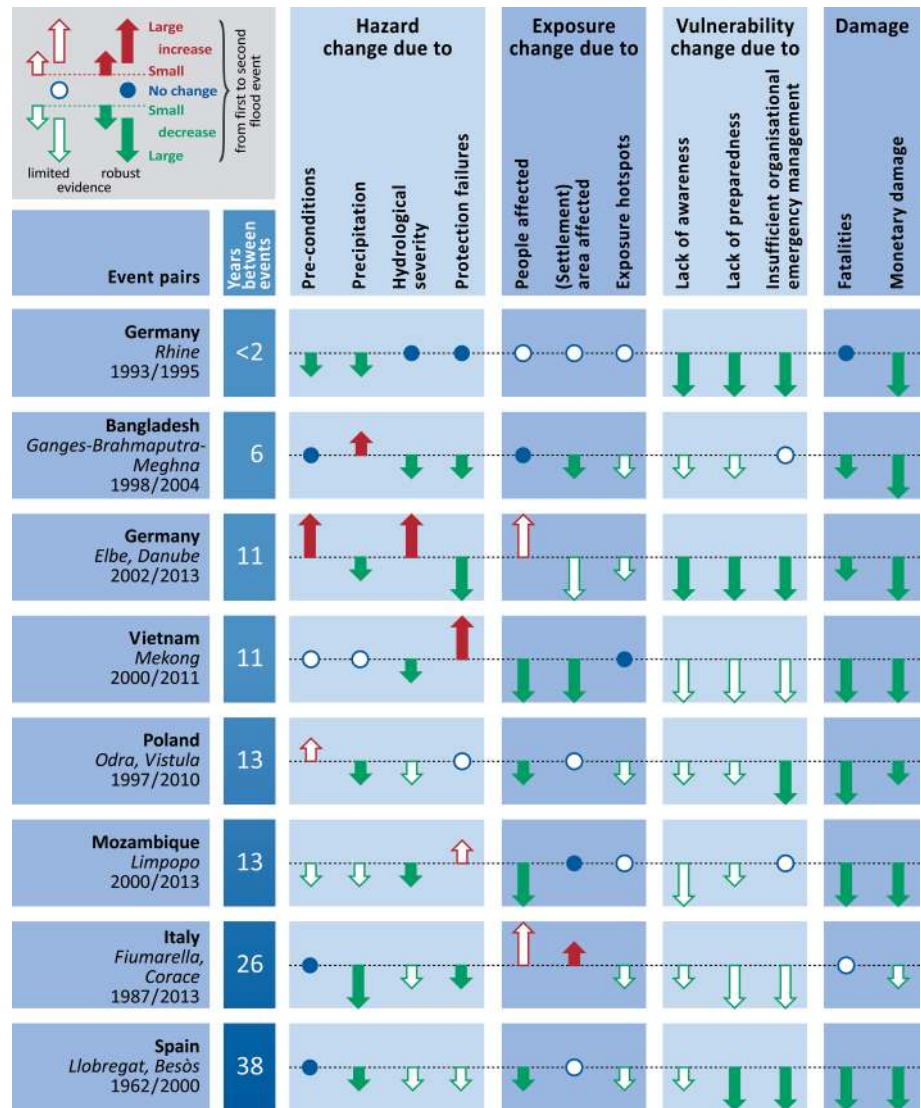 Large
increase
Small
No change
Small
decrease
Large
limited
robust
evidence
from first to second
flood event
Hazard
change due to
Exposure
change due to
Vulnerability
change due to
Damage
Event pairs
Years
between
events
Pre-conditions
Precipitation
Hydrological
severity
Protection failures
People affected
(Settlement)
area affected
Exposure hotspots
Lack of awareness
Lack of preparedness
Insufficient organisational
emergency management
Fatalities
Monetary damage
Germany
Rhine
1993/1995
<2
Bangladesh
Ganges-Brahmaputra-
Meghna
1998/2004
6
Germany
Elbe, Danube
2002/2013
11
Vietnam
Mekong
2000/2011
11
Poland
Odra, Vistula
1997/2010
13
Mozambique
Limpopo
2000/2013
13
Italy
Fiumarella,
Corace
1987/2013
26
Spain
Llobregat, Besòs
1962/2000
38